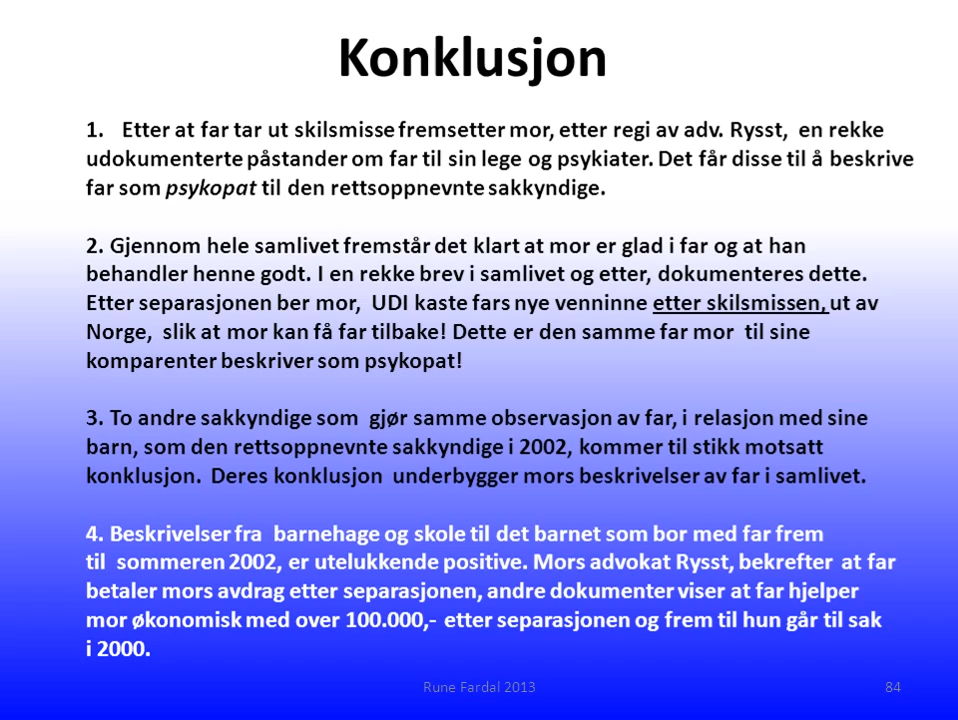 Konklusjon
1. Etter at far tar ut skilsmisse fremsetter mor, etter regi av adv. Rysst, en rekke
udokumenterte påstander om far til sin lege og psykiater. Det får disse til å beskrive
far som psykopat til den rettsoppnevnte sakkyndige.
2. Gjennom hele samlivet fremstår det klart at mor er glad i far og at han
behandler henne godt. I en rekke brev i samlivet og etter, dokumenteres dette.
Etter separasjonen ber mor, UDI kaste fars nye venninne etter skilsmissen, ut av
Norge, slik at mor kan få far tilbake! Dette er den samme far mor til sine
komparenter beskriver som psykopat!
3. To andre sakkyndige som gjør samme observasjon av far, i relasjon med sine
barn, som den rettsoppnevnte sakkyndige i 2002, kommer til stikk motsatt
konklusjon. Deres konklusjon underbygger mors beskrivelser av far i samlivet.
4. Beskrivelser fra barnehage og skole til det barnet som bor med far frem
til sommeren 2002, er utelukkende positive. Mors advokat Rysst, bekrefter at far
betaler mors avdrag etter separasjonen, andre dokumenter viser at far hjelper
mor økonomisk med over 100.000,- etter separasjonen og frem til hun går til sak
i 2000.
Rune Fardal 2013
84